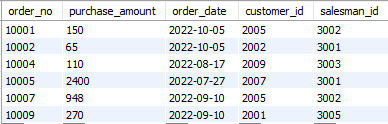 order_no purchase_amount order_date customer_id salesman_id
10001 150 2022-10-05 2005 3002
10002 65 2022-10-05 2002 3001
10004 110 2022-08-17 2009 3003
10005 2400 2022-07-27 2007 3001
10007 948 2022-09-10 2005 3002
10009 270 2022-09-10 2001 3005